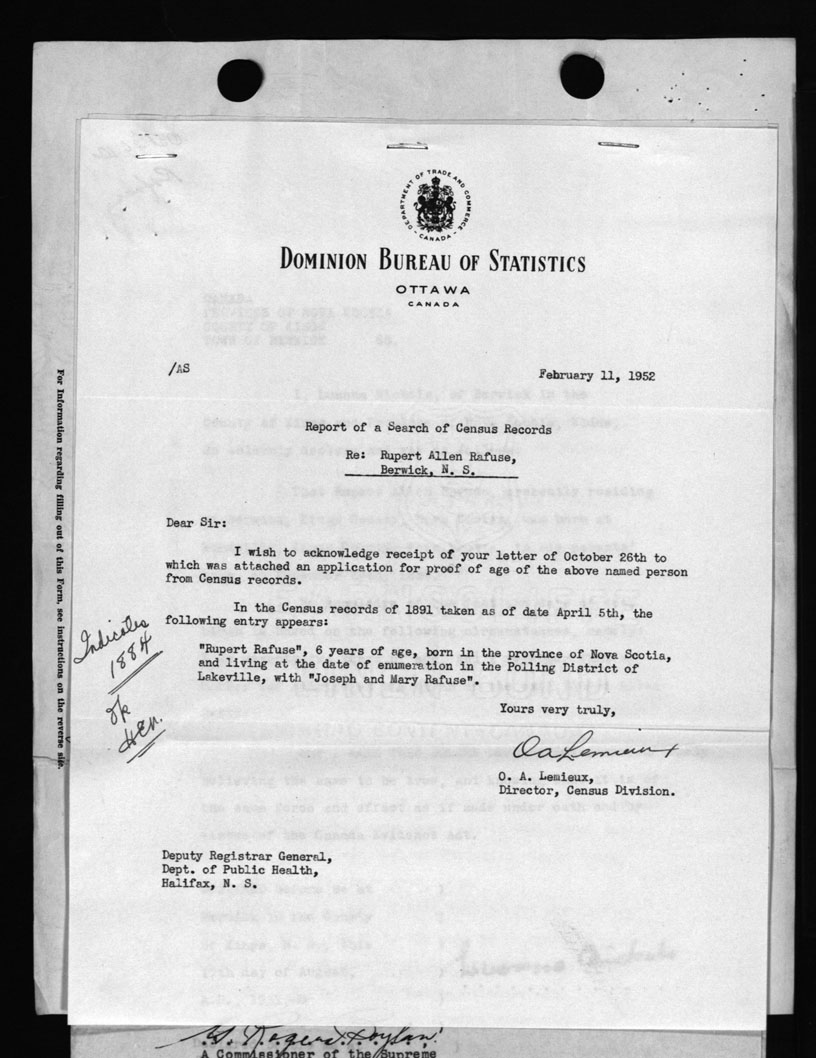 DEPARTMENT OF TRADE AND COMMERCE
- CANADA -
DOMINION BUREAU OF STATISTICS
OTTAWA
CANADA
/AS
February 11, 1952
Report of a Search of Census Records
Re: Rupert Allen Rafuse,
Berwick, N. S.
Dear Sir:
I wish to acknowledge receipt of your letter of October 26th to
which was attached an application for proof of age of the above named person
from Census records.
In the Census records of 1891 taken as of date April 5th, the
following entry appears:
"Rupert Rafuse", 6 years of age, born in the province of Nova Scotia,
and living at the date of enumeration in the Polling District of
Lakeville, with "Joseph and Mary Rafuse".
Indicates
1884
ok
Yours very truly,
O. A. Lemieux,
Director, Census Division.
Deputy Registrar General,
Dept. of Public Health,
Halifax, N. S.
For Information regarding filling out of this Form, see instructions on the reverse side.
A Commissioner of the Supreme